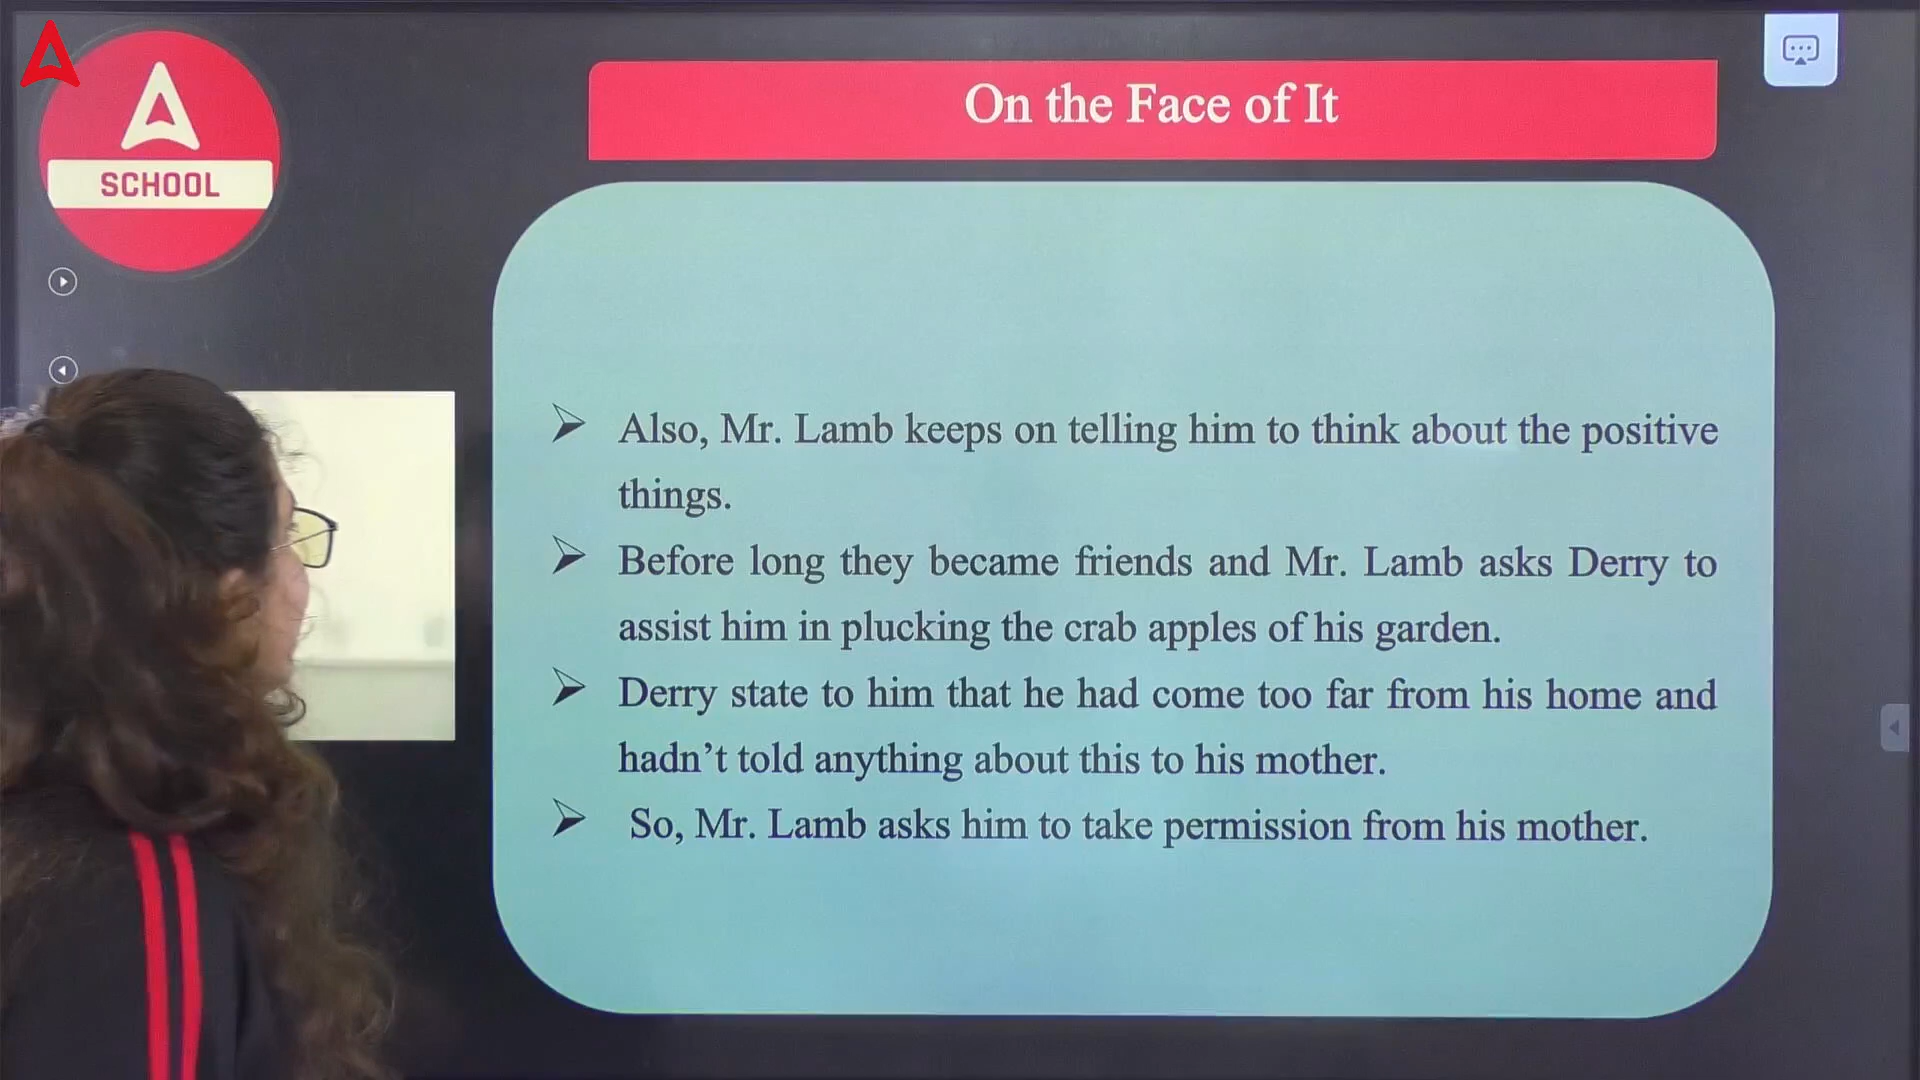 SCHOOL
On the Face of It
Also, Mr. Lamb keeps on telling him to think about the positive
things.
Before long they became friends and Mr. Lamb asks Derry to
assist him in plucking the crab apples of his garden.
Derry state to him that he had come too far from his home and
hadn't told anything about this to his mother.
So, Mr. Lamb asks him to take permission from his mother.